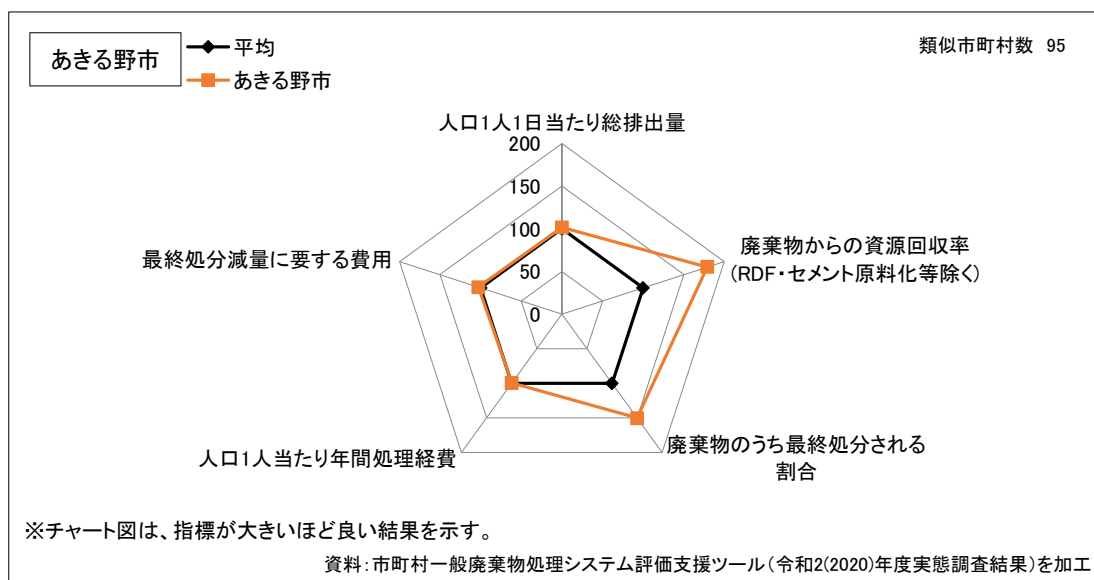 あきる野市
平均
あきる野市
類似市町村数 95
人口1人1日当たり総排出量
200
150
100
50
0
廃棄物からの資源回収率
(RDF・セメント原料化等除く)
最終処分減量に要する費用
人口1人当たり年間処理経費
廃棄物のうち最終処分される
割合
※チャート図は、指標が大きいほど良い結果を示す。
資料:市町村一般廃棄物処理システム評価支援ツール(令和2(2020)年度実態調査結果)を加工